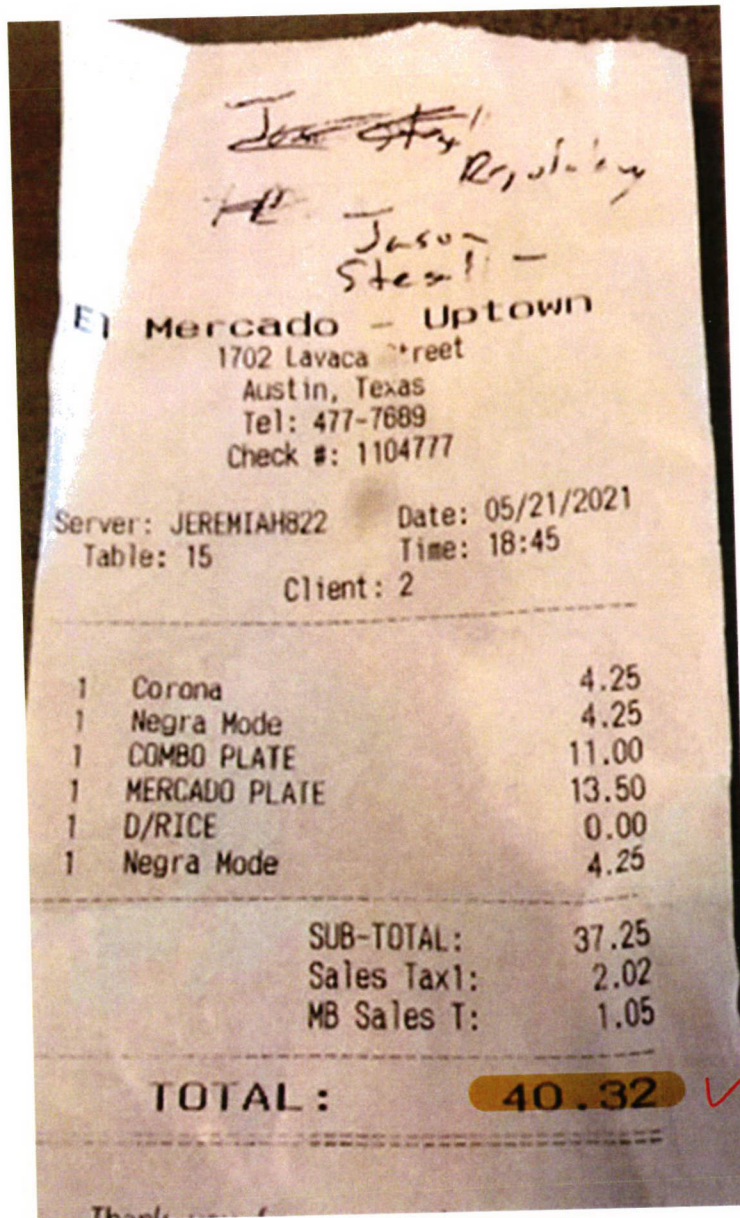 Jason
El Mercado - Uptown
1702 Lavaca treet
Austin, Texas
Tel: 477-7689
Check #: 1104777
Server: JEREMIAH822 Date: 05/21/2021
Table: 15 Time: 18:45
Client: 2
1 Corona 4.25
1 Negra Mode 4.25
1 COMBO PLATE 11.00
1 MERCADO PLATE 13.50
1 D/RICE 0.00
1 Negra Mode 4.25
SUB-TOTAL: 37.25
Sales Tax1: 2.02
MB Sales T: 1.05
TOTAL: 40.32